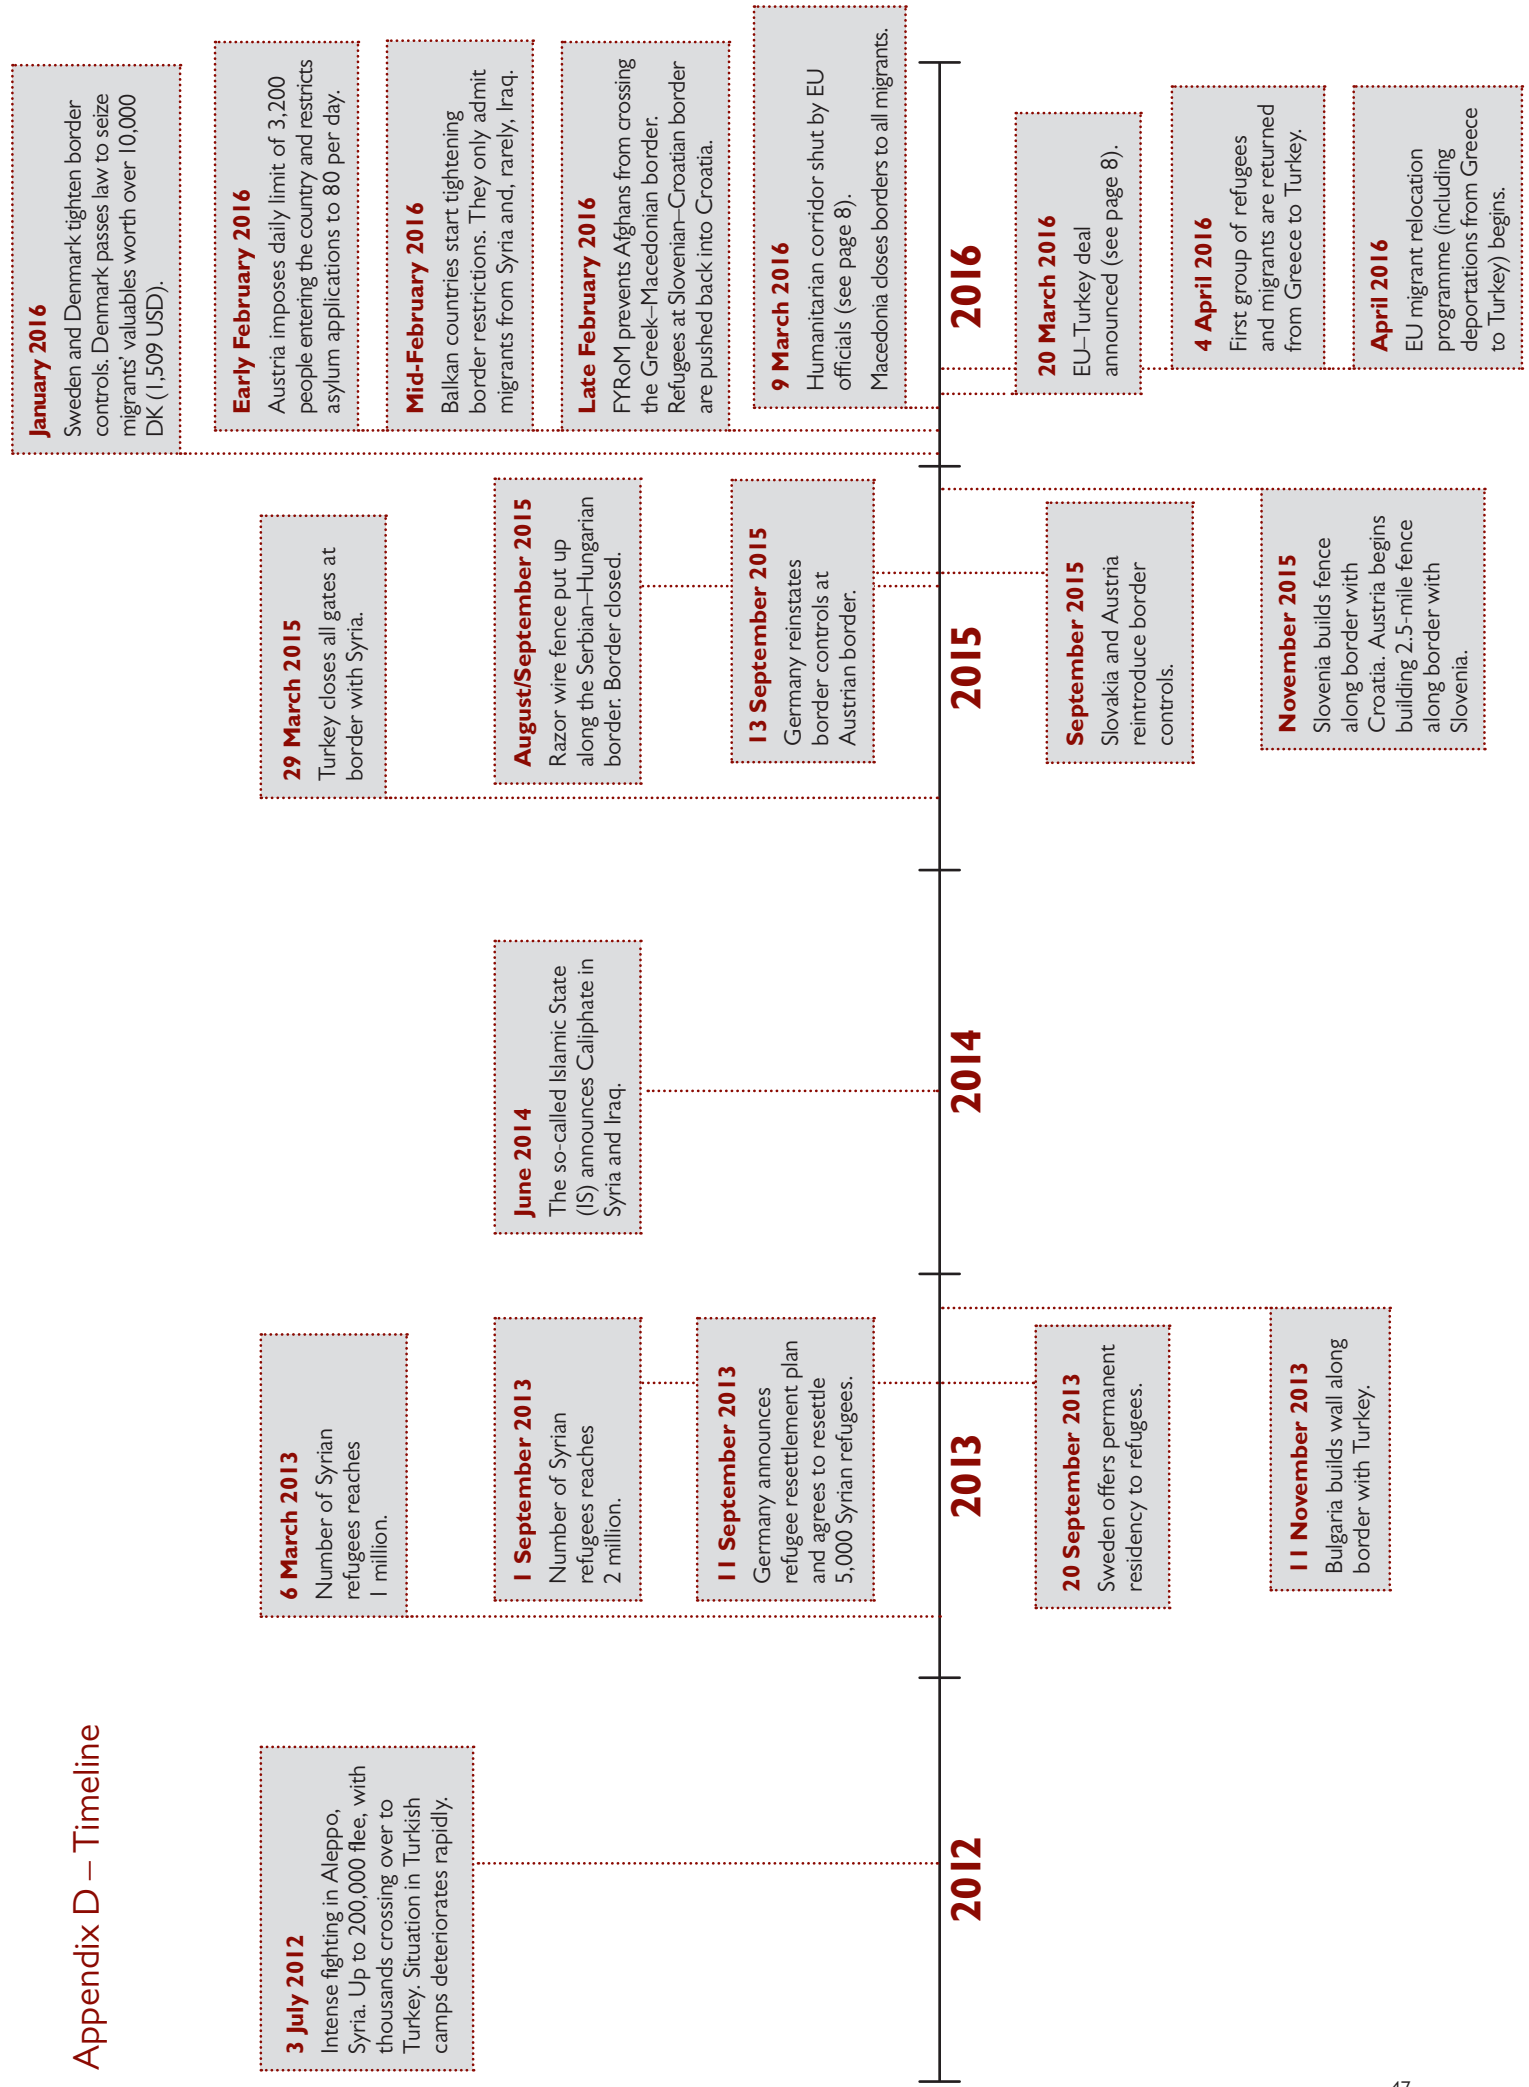 Appendix D – Timeline
3 July 2012
Intense fighting in Aleppo,
Syria. Up to 200,000 flee, with
thousands crossing over to
Turkey. Situation in Turkish
camps deteriorates rapidly.
2012
6 March 2013
Number of Syrian
refugees reaches
1 million.
1 September 2013
Number of Syrian
refugees reaches
2 million.
11 September 2013
Germany announces
refugee resettlement plan
and agrees to resettle
5,000 Syrian refugees.
2013
20 September 2013
Sweden offers permanent
residency to refugees.
11 November 2013
Bulgaria builds wall along
border with Turkey.
June 2014
The so-called Islamic State
(IS) announces Caliphate in
Syria and Iraq.
2014
29 March 2015
Turkey closes all gates at
border with Syria.
August/September 2015
Razor wire fence put up
along the Serbian–Hungarian
border. Border closed.
13 September 2015
Germany reinstates
border controls at
Austrian border.
2015
September 2015
Slovakia and Austria
reintroduce border
controls.
November 2015
Slovenia builds fence
along border with
Croatia. Austria begins
building 2.5-mile fence
along border with
Slovenia.
January 2016
Sweden and Denmark tighten border
controls. Denmark passes law to seize
migrants' valuables worth over 10,000
DK (1,509 USD).
Early February 2016
Austria imposes daily limit of 3,200
people entering the country and restricts
asylum applications to 80 per day.
Mid-February 2016
Balkan countries start tightening
border restrictions. They only admit
migrants from Syria and, rarely, Iraq.
Late February 2016
FYRoM prevents Afghans from crossing
the Greek–Macedonian border.
Refugees at Slovenian–Croatian border
are pushed back into Croatia.
9 March 2016
Humanitarian corridor shut by EU
officials (see page 8).
Macedonia closes borders to all migrants.
2016
20 March 2016
EU–Turkey deal
announced (see page 8).
4 April 2016
First group of refugees
and migrants are returned
from Greece to Turkey.
April 2016
EU migrant relocation
programme (including
deportations from Greece
to Turkey) begins.
47